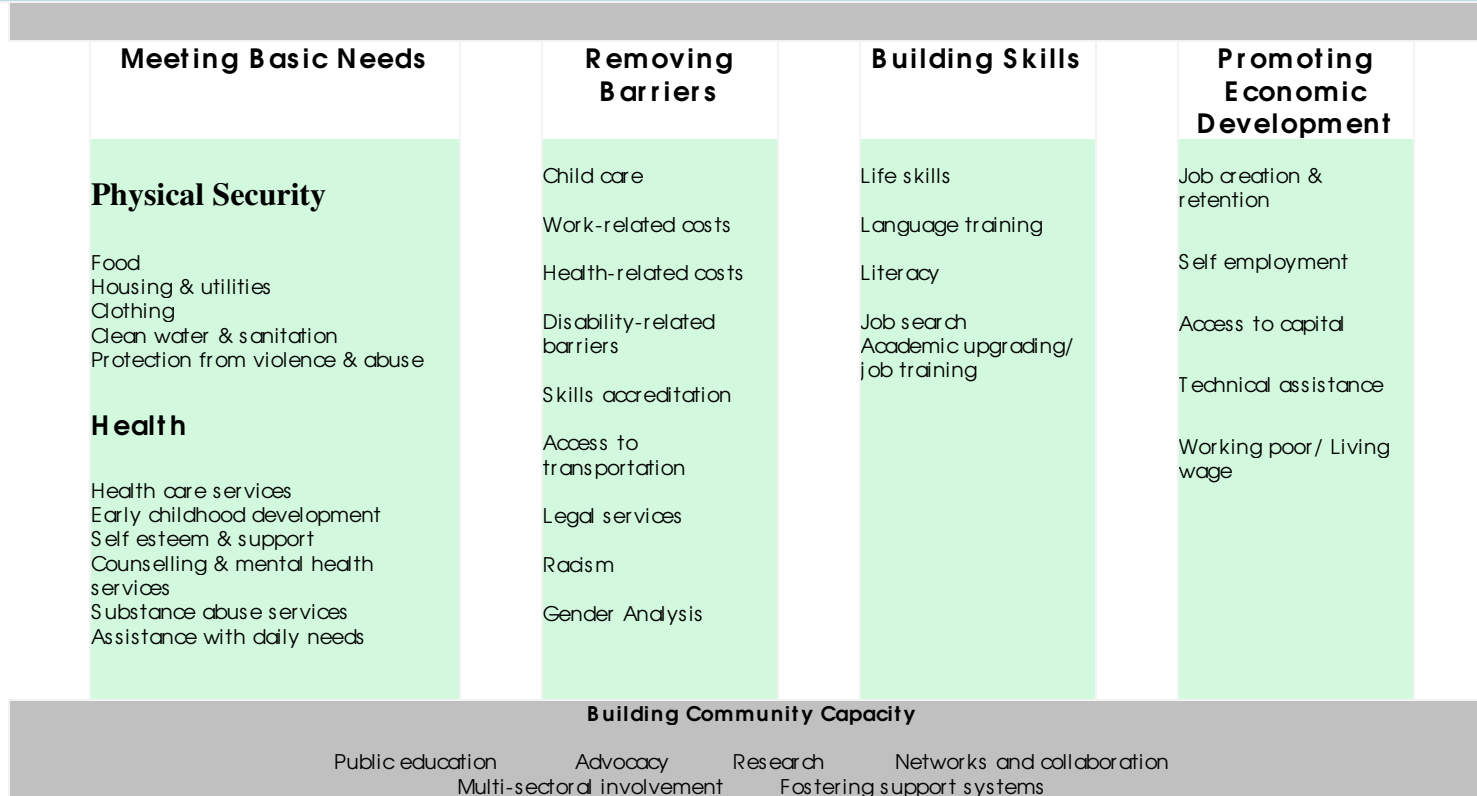 Meeting Basic Needs
Physical Security
Food
Housing & utilities
Clothing
Clean water & sanitation
Protection from violence & abuse
Health
Health care services
Early childhood development
Self esteem & support
Counselling & mental health
services
Substance abuse services
Assistance with daily needs
Removing
Barriers
Child care
Work-related costs
Health-related costs
Disability-related
barriers
Skills accreditation
Access to
transportation
Legal services
Racism
Gender Analysis
Building Skills
Life skills
Language training
Literacy
Job search
Academic upgrading/
job training
Promoting
Economic
Development
Job creation &
retention
Self employment
Access to capital
Technical assistance
Working poor/ Living
wage
Building Community Capacity
Public education Advocacy Research Networks and collaboration
Multi-sectoral involvement Fostering support systems